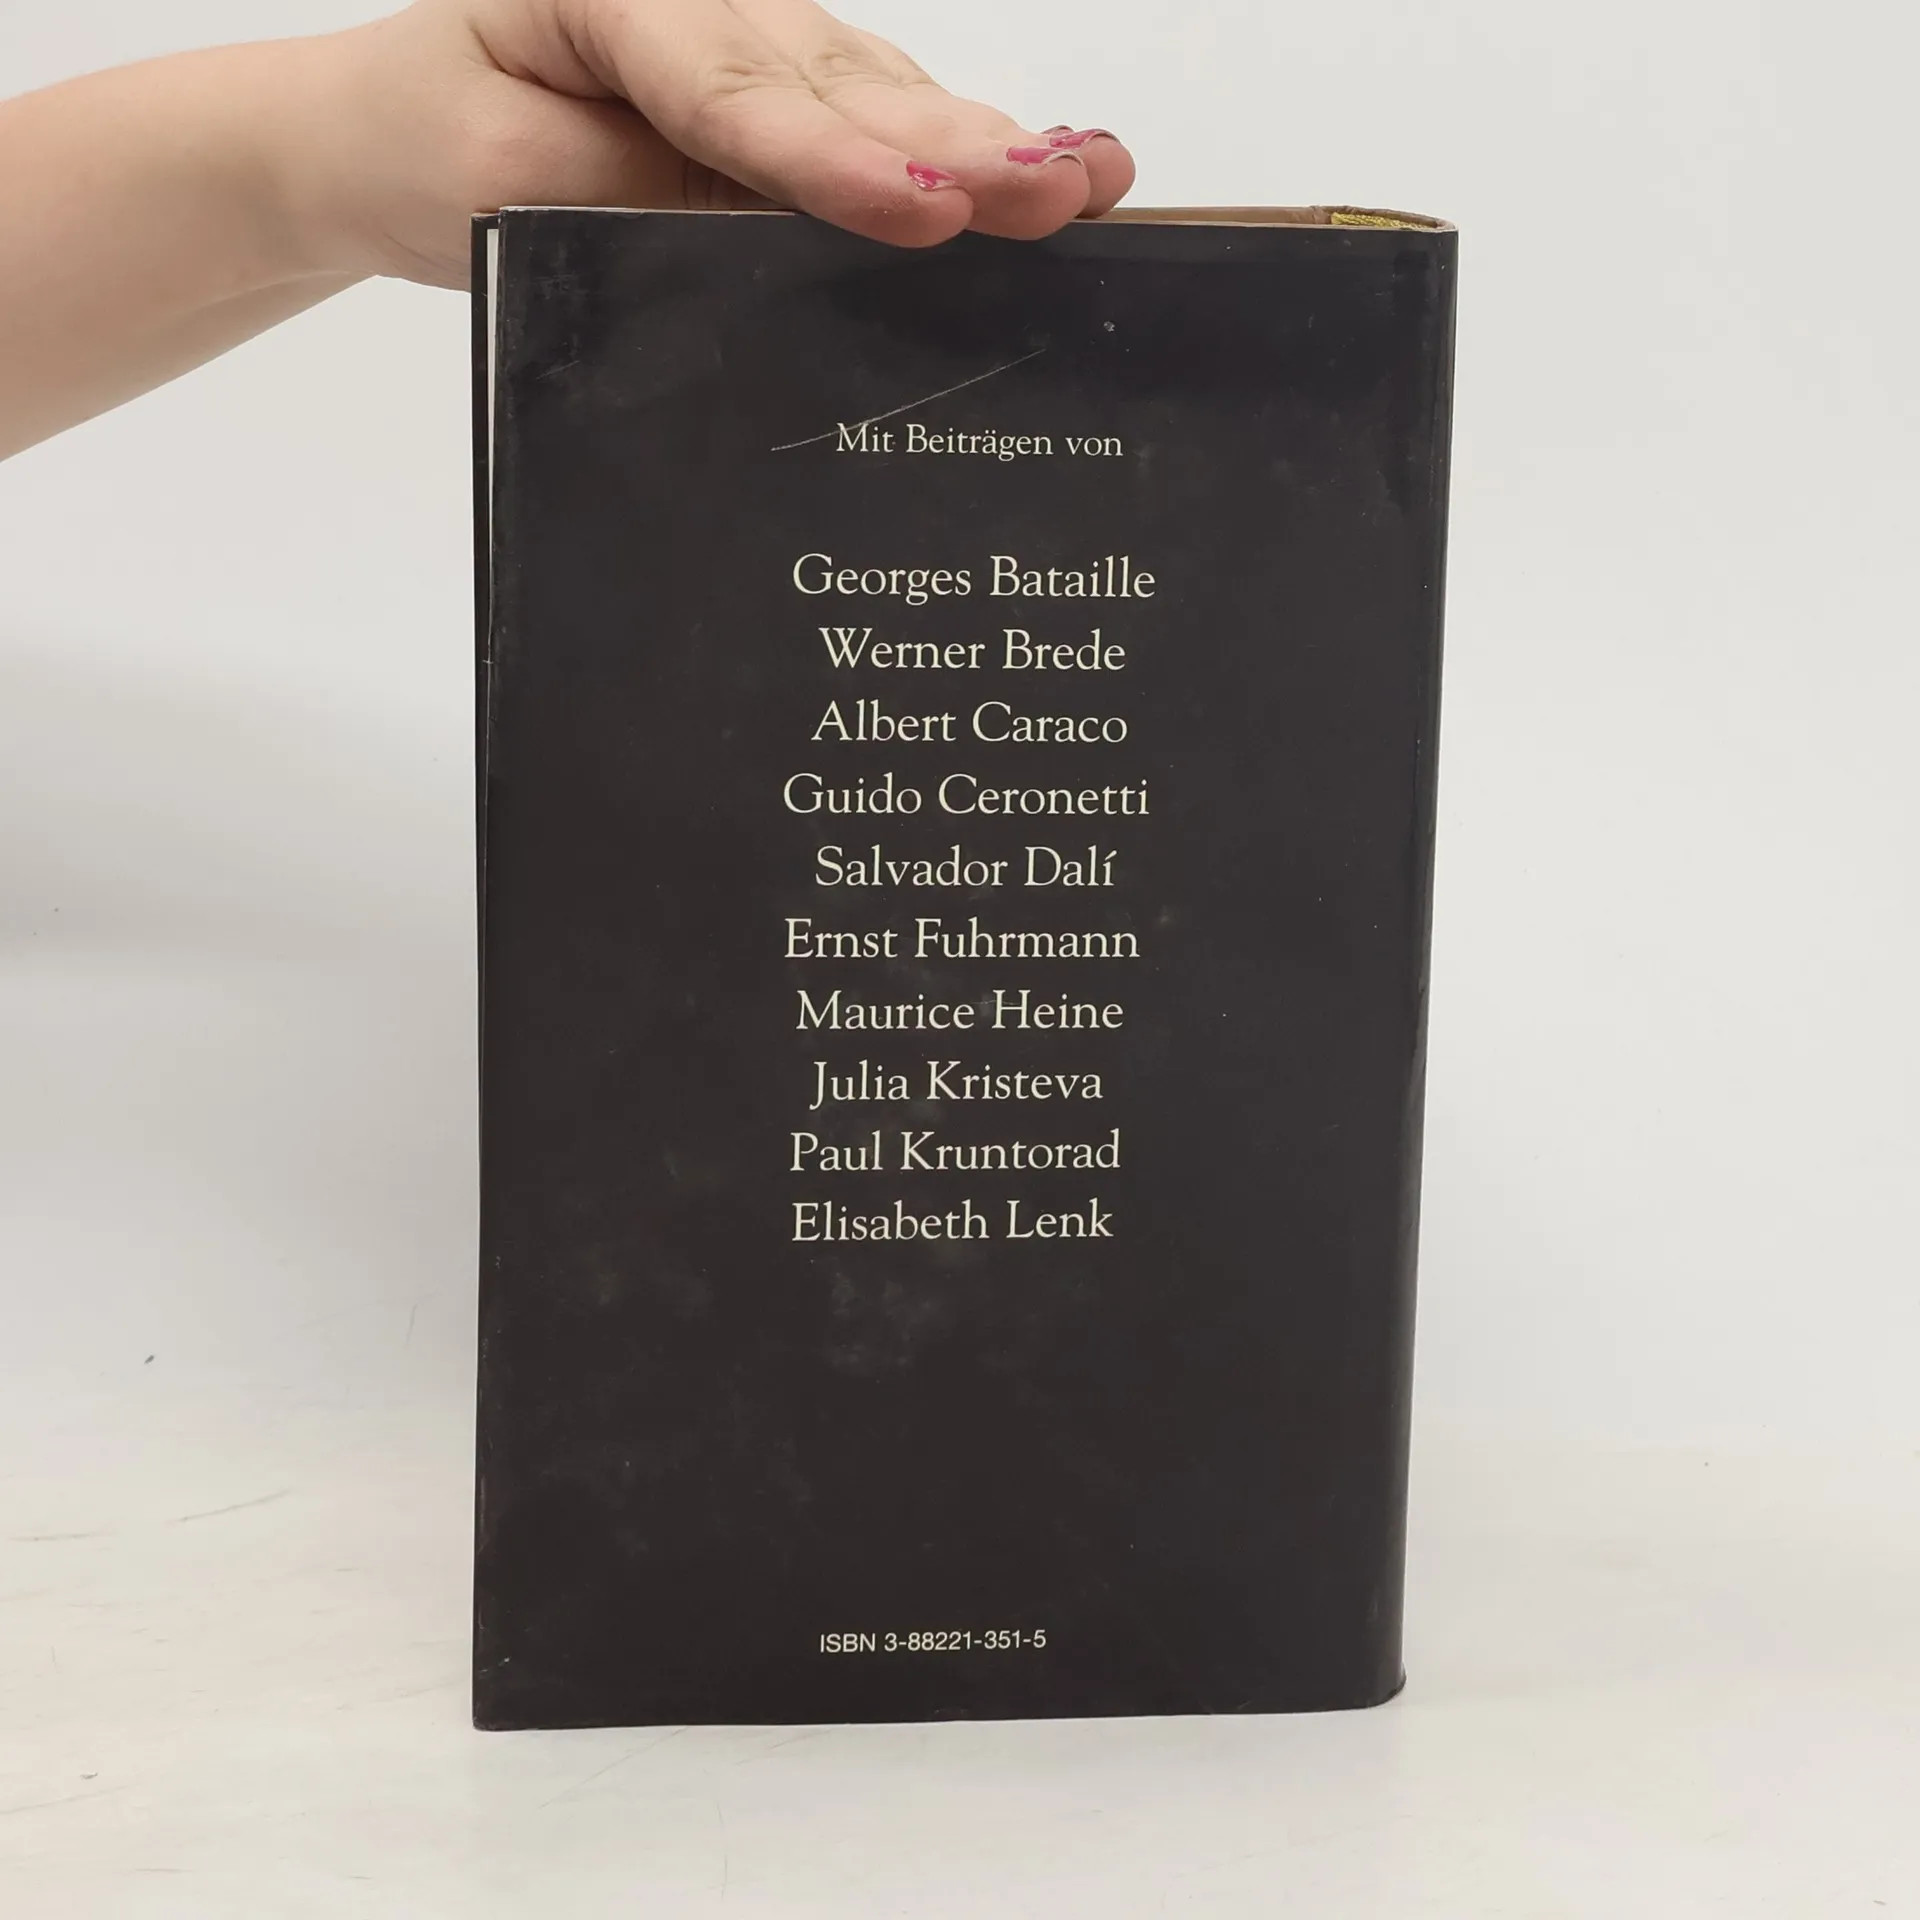 Mit Beiträgen von
Georges Bataille
Werner Brede
Albert Caraco
Guido Ceronetti
Salvador Dalí
Ernst Fuhrmann
Maurice Heine
Julia Kristeva
Paul Kruntorad
Elisabeth Lenk
ISBN 3-88221-351-5